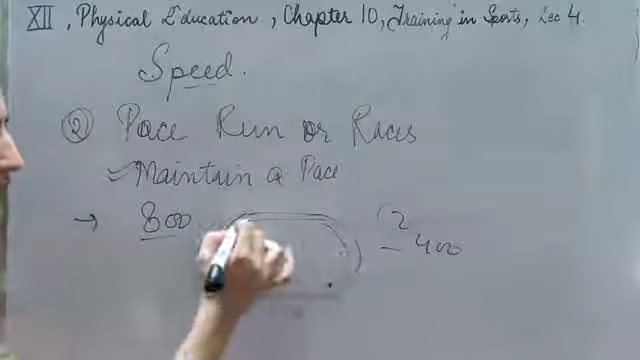 XII, Physical Education, Chapter 10, Training in Sports, Lec 4.
Speed.
② Pace Run or Races
Maintain a Pace
→ 800 (2
400